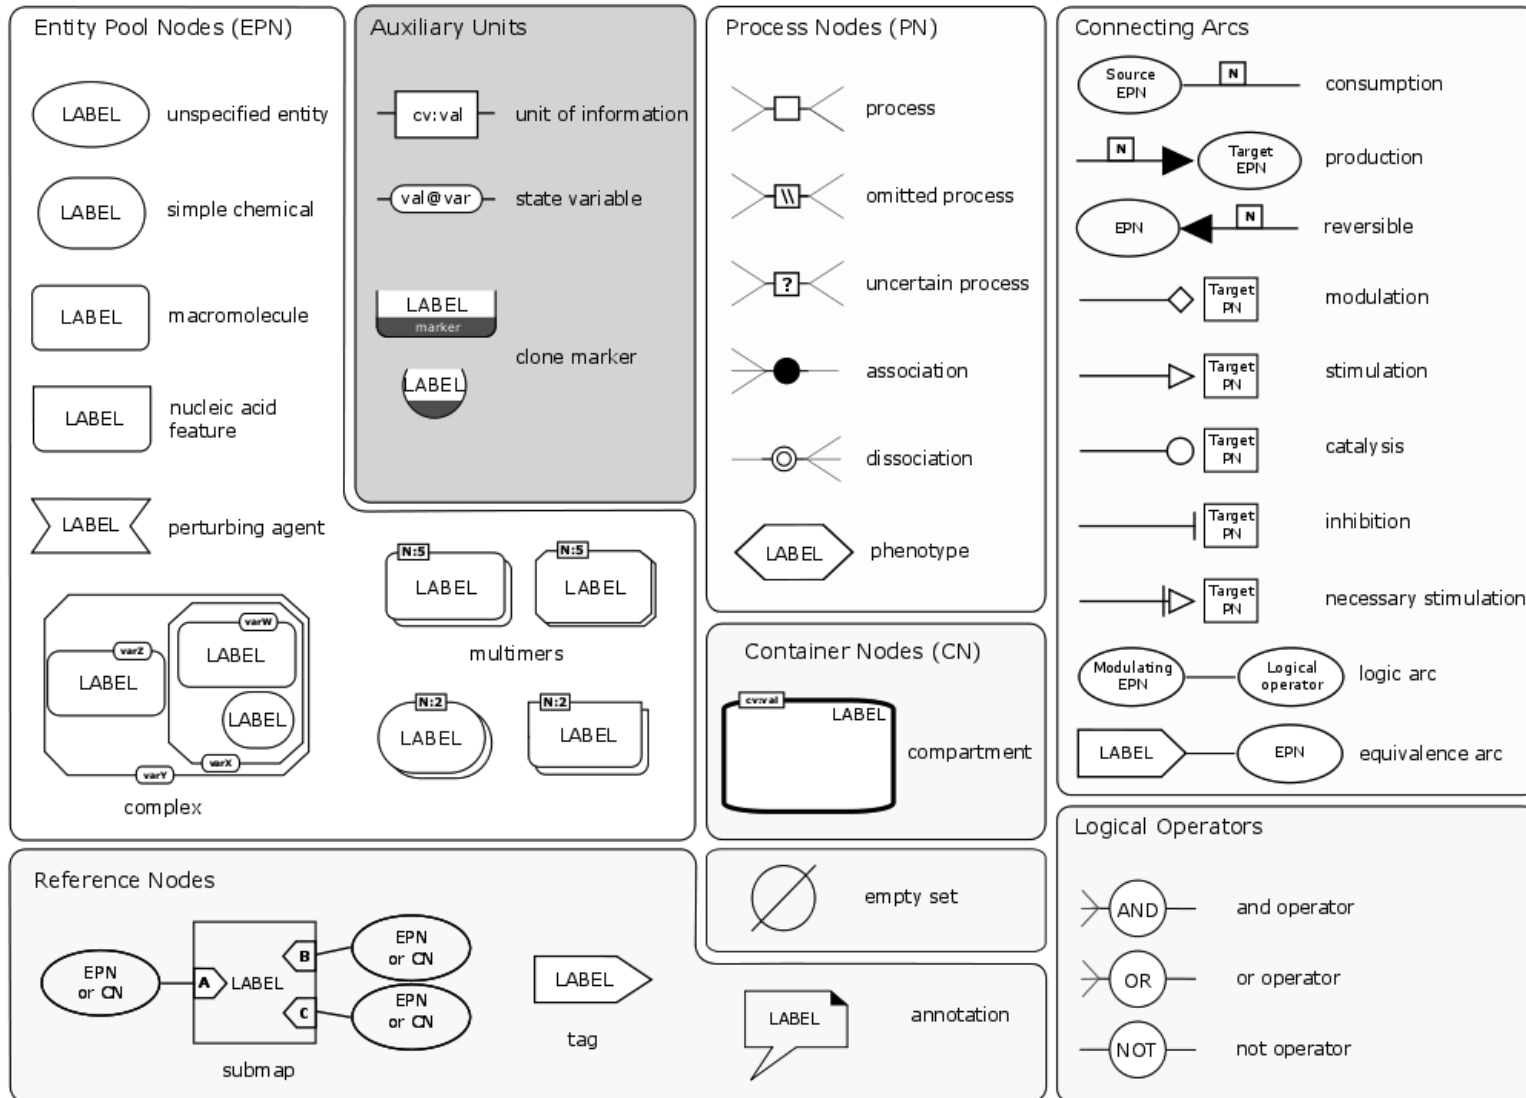 Entity Pool Nodes (EPN)
LABEL
unspecified entity
LABEL
simple chemical
LABEL
macromolecule
LABEL
nucleic acid
feature
LABEL
perturbing agent
varW
varZ
LABEL
LABEL
LABEL
varX
varY
complex
N:5
LABEL
N:5
LABEL
multimers
N:2
LABEL
N:2
LABEL
Auxiliary Units
cv:val
unit of information
val@var
state variable
LABEL
marker
clone marker
LABEL
Process Nodes (PN)
process
\\
omitted process
?
uncertain process
association
dissociation
LABEL
phenotype
Container Nodes (CN)
cv:val
LABEL
compartment
empty set
LABEL
annotation
Connecting Arcs
Source
EPN
N
consumption
N
Target
EPN
production
EPN
N
reversible
Target
PN
modulation
Target
PN
stimulation
Target
PN
catalysis
Target
PN
inhibition
Target
PN
necessary stimulation
Modulating
EPN
Logical
operator
logic arc
LABEL
EPN
equivalence arc
Logical Operators
AND
and operator
OR
or operator
NOT
not operator
Reference Nodes
EPN
or CN
A
LABEL
B
C
EPN
or CN
EPN
or CN
submap
LABEL
tag